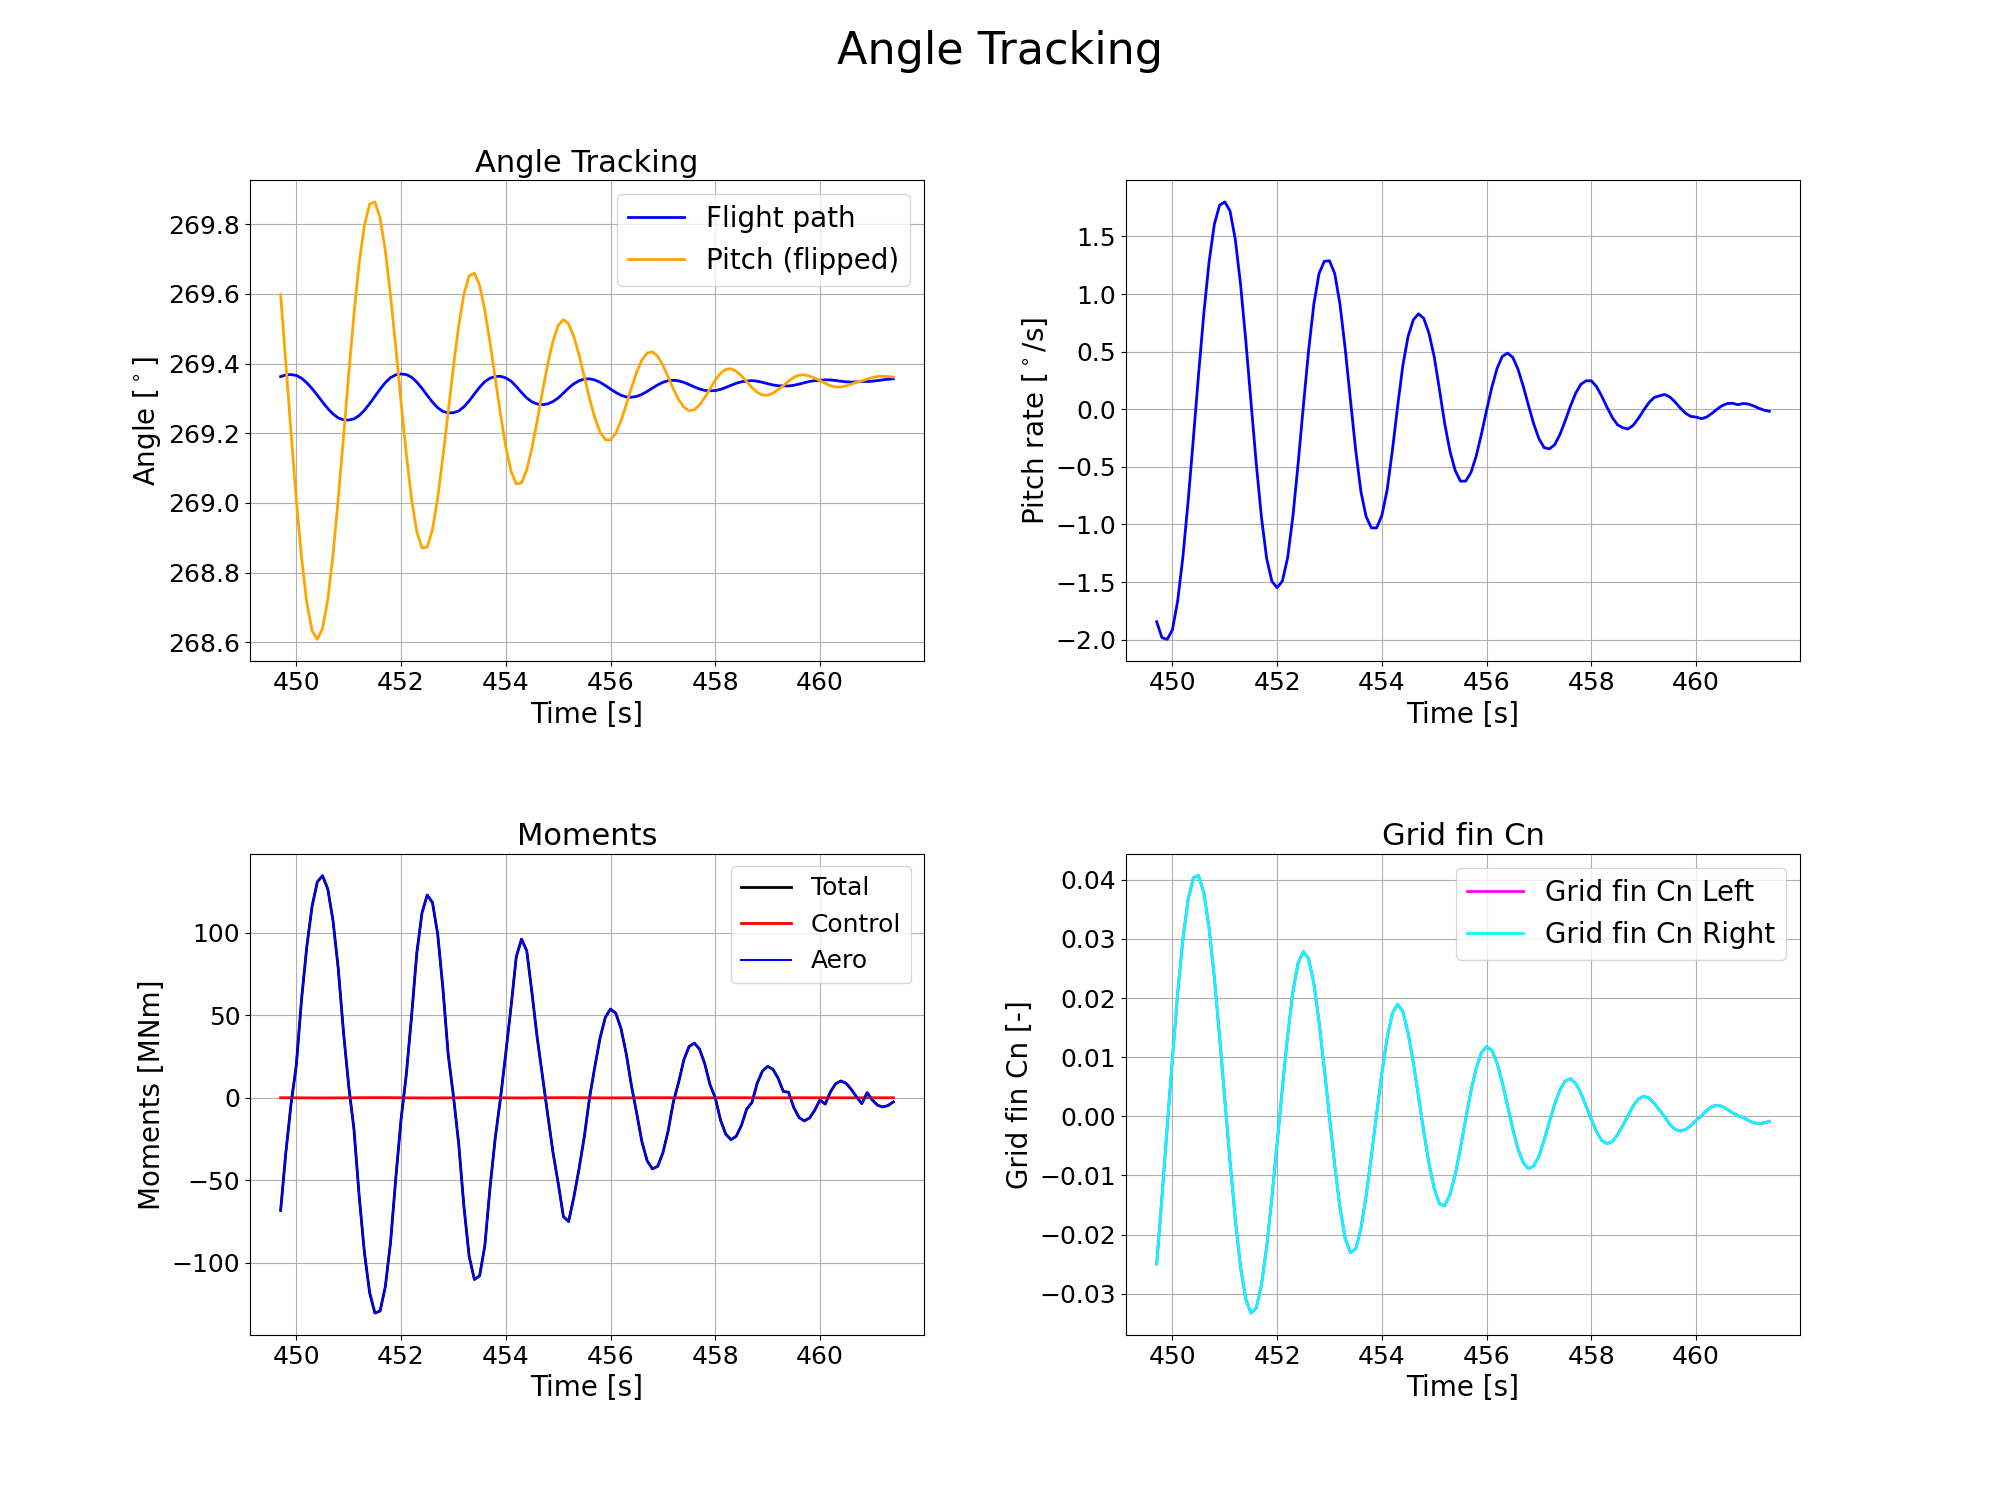 Angle Tracking
Angle Tracking
Flight path
Pitch (flipped)
Angle [°]
269.8
269.6
269.4
269.2
269.0
268.8
268.6
450 452 454 456 458 460
Time [s]
Pitch rate [°/s]
1.5
1.0
0.5
0.0
−0.5
−1.0
−1.5
−2.0
450 452 454 456 458 460
Time [s]
Moments
Total
Control
Aero
Moments [MNm]
100
50
0
−50
−100
450 452 454 456 458 460
Time [s]
Grid fin Cn
Grid fin Cn Left
Grid fin Cn Right
Grid fin Cn [-]
0.04
0.03
0.02
0.01
0.00
−0.01
−0.02
−0.03
450 452 454 456 458 460
Time [s]